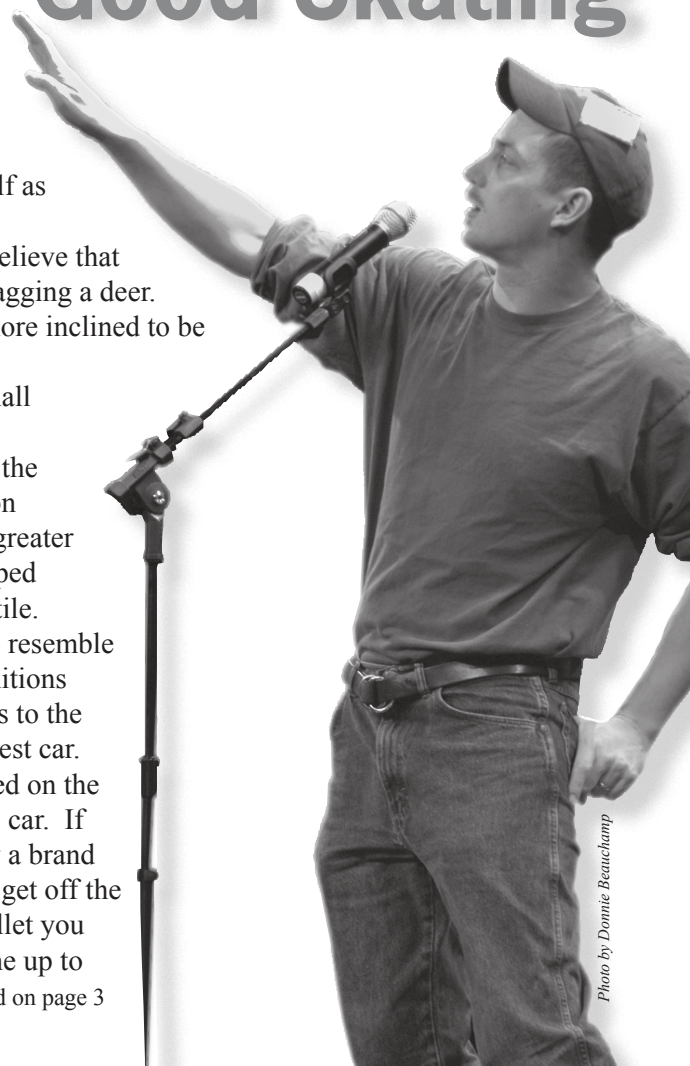 Good Skating
lf as
elieve that
agging a deer.
ore inclined to be
all
the
on
greater
ped
tile.
resemble
itions
s to the
est car.
ed on the
car.  If
a brand
get off the
llet you
e up to
d on page 3
Photo by Donnie Beauchamp